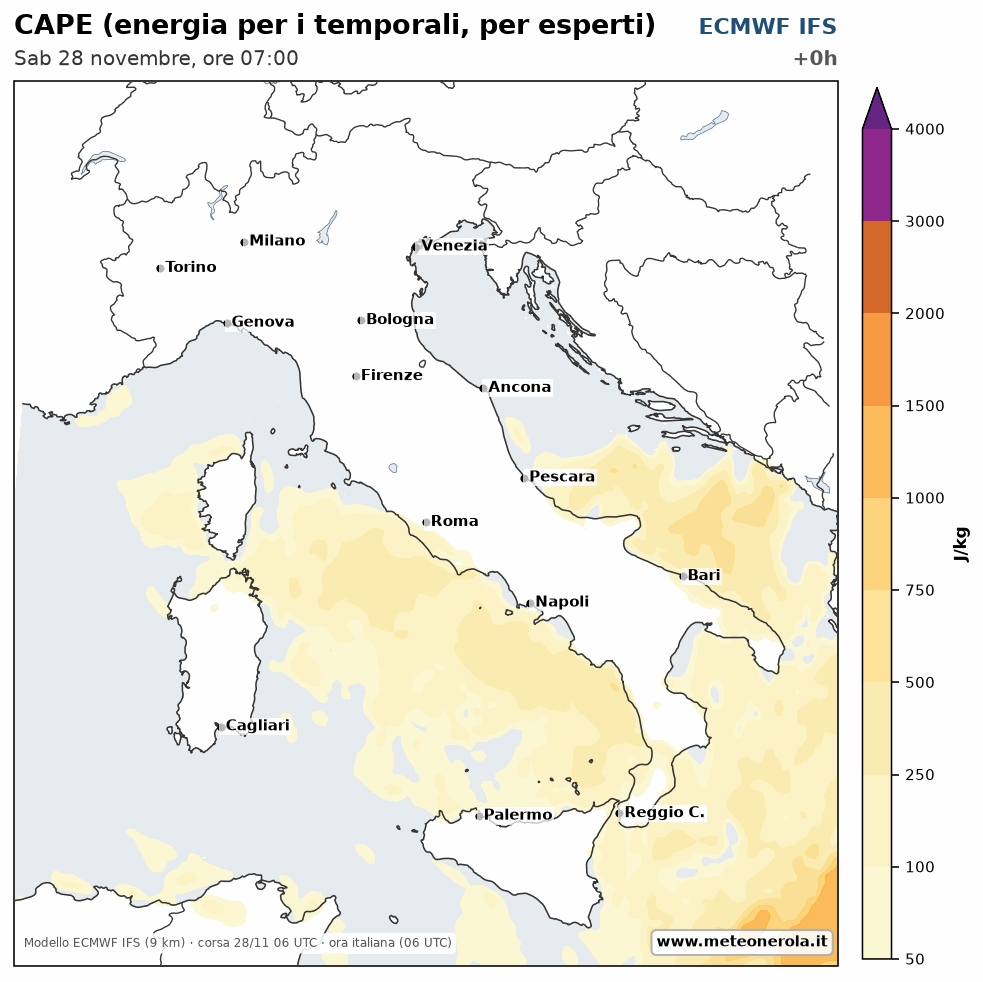 CAPE (energia per i temporali, per esperti)
ECMWF IFS
Sab 28 novembre, ore 07:00
+0h
Milano
Venezia
Torino
Genova
Bologna
Firenze
Ancona
Pescara
Roma
Bari
Napoli
Cagliari
Palermo
Reggio C.
4000
3000
2000
1500
1000
750
500
250
100
50
J/kg
Modello ECMWF IFS (9 km) · corsa 28/11 06 UTC · ora italiana (06 UTC)
www.meteonerola.it